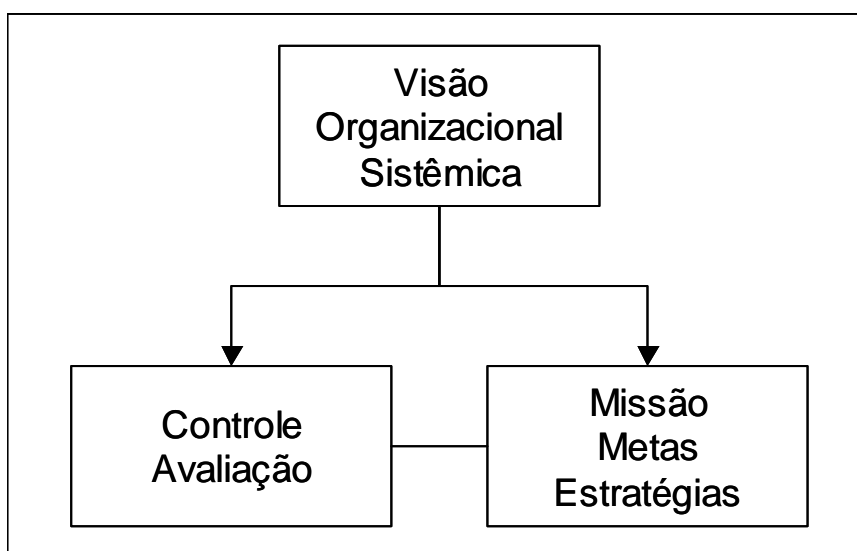 Visão
Organizacional
Sistêmica
Controle
Avaliação
Missão
Metas
Estratégias